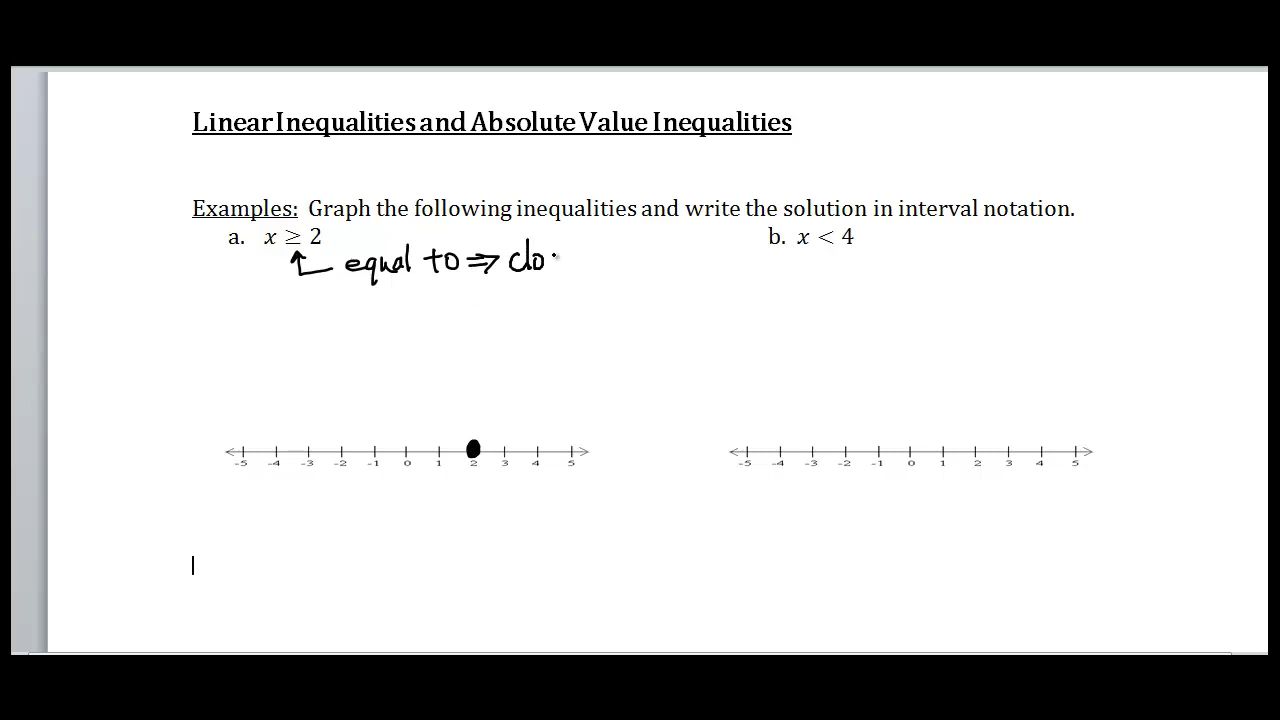 Linear Inequalities and Absolute Value Inequalities
Examples: Graph the following inequalities and write the solution in interval notation.
a. x ≥ 2
b. x < 4
equal to ⇒ clo
-5 -4 -3 -2 -1 0 1 2 3 4 5
-5 -4 -3 -2 -1 0 1 2 3 4 5